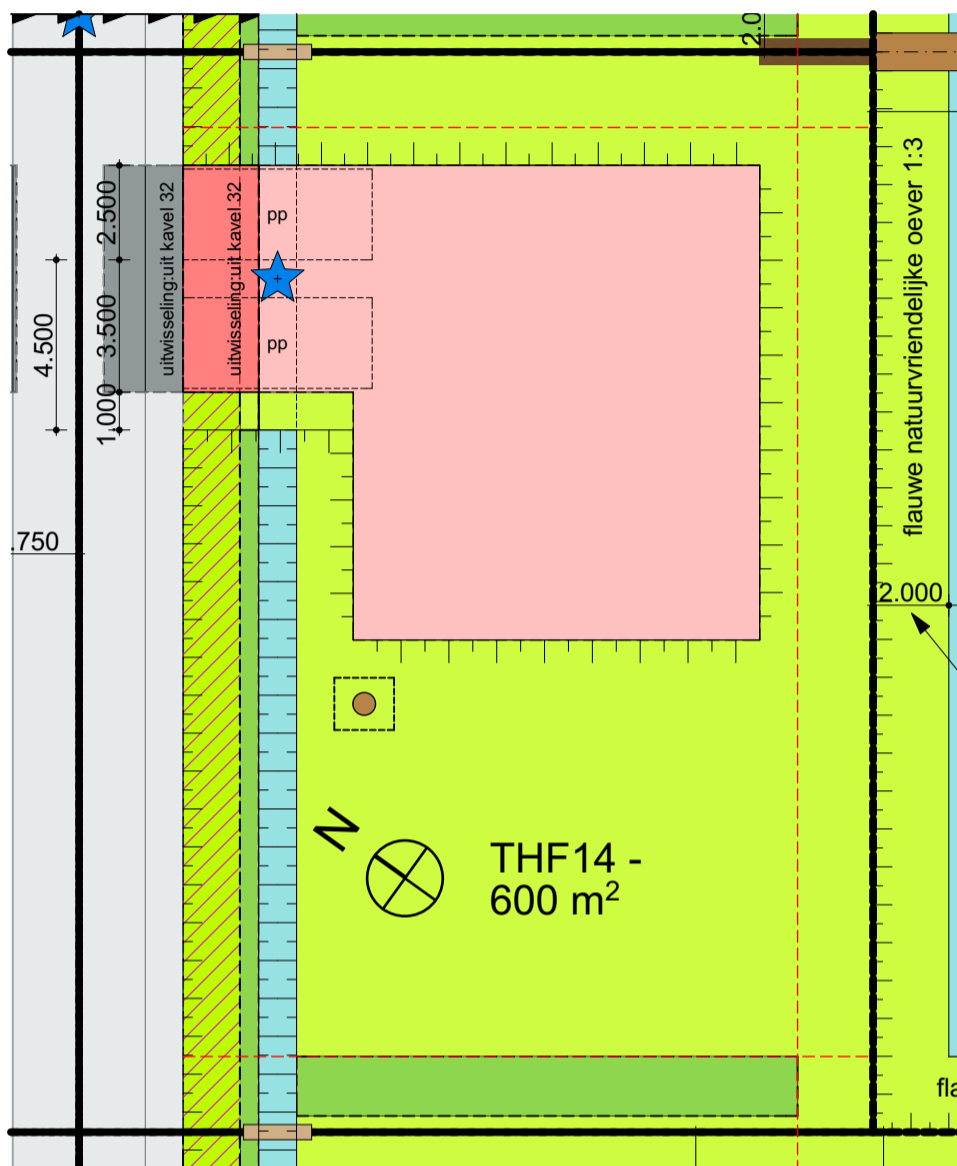 2.0
2.500
3.500
4.500
1.000
.750
uitwisseling:uit kavel 32
uitwisseling:uit kavel 32
pp
pp
flauwe natuurvriendelijke oever 1:3
2.000
N
THF14 -
600 m²
fla